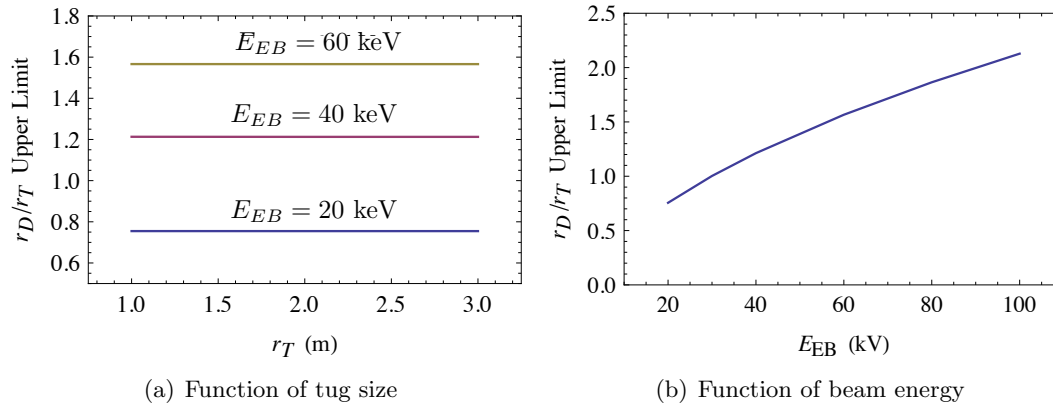 r_D/r_T Upper Limit
1.8
1.6
1.4
1.2
1.0
0.8
0.6
E_EB = 60 keV
E_EB = 40 keV
E_EB = 20 keV
1.0 1.5 2.0 2.5 3.0
r_T (m)
(a) Function of tug size
r_D/r_T Upper Limit
2.5
2.0
1.5
1.0
0.5
0.0
20 40 60 80 100
E_EB (kV)
(b) Function of beam energy